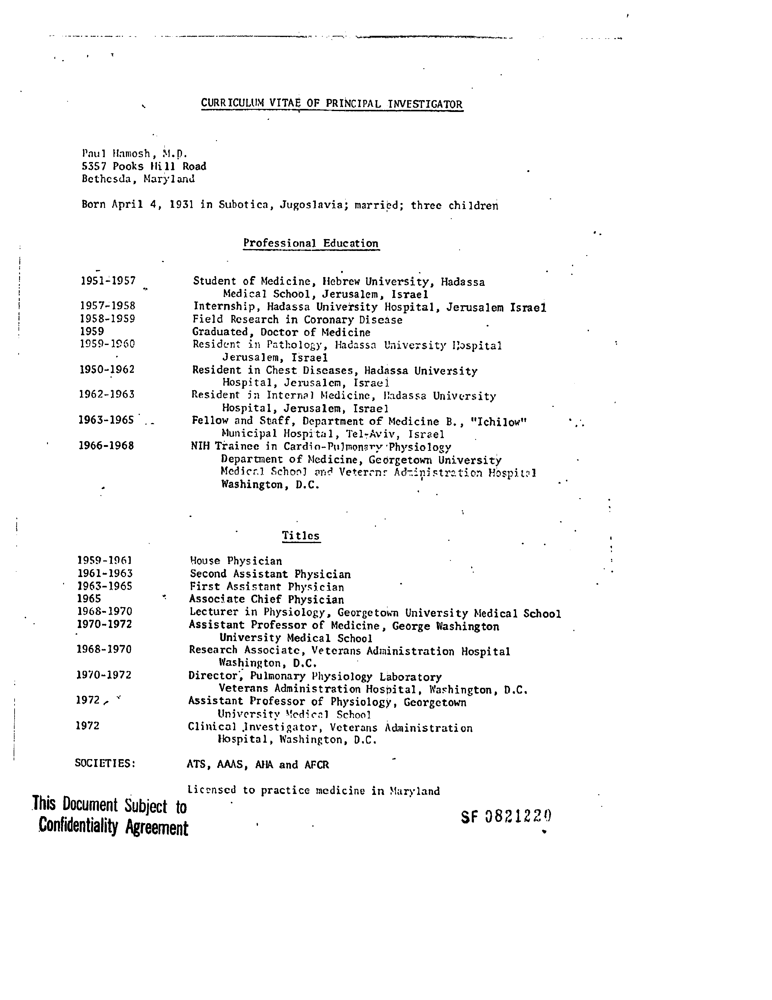 CURRICULUM VITAE OF PRINCIPAL INVESTIGATOR
Paul Hamosh, M.D.
5357 Pooks Hill Road
Bethesda, Maryland
Born April 4, 1931 in Subotica, Jugoslavia; married; three children
Professional Education
1951-1957 Student of Medicine, Hebrew University, Hadassa
Medical School, Jerusalem, Israel
1957-1958 Internship, Hadassa University Hospital, Jerusalem Israel
1958-1959 Field Research in Coronary Disease
1959 Graduated, Doctor of Medicine
1959-1960 Resident in Pathology, Hadassa University Hospital
Jerusalem, Israel
1950-1962 Resident in Chest Diseases, Hadassa University
Hospital, Jerusalem, Israel
1962-1963 Resident in Internal Medicine, Hadassa University
Hospital, Jerusalem, Israel
1963-1965 Fellow and Staff, Department of Medicine B., "Ichilow"
Municipal Hospital, Tel-Aviv, Israel
1966-1968 NIH Trainee in Cardio-Pulmonary Physiology
Department of Medicine, Georgetown University
Medical School and Veterans Administration Hospital
Washington, D.C.
Titles
1959-1961 House Physician
1961-1963 Second Assistant Physician
1963-1965 First Assistant Physician
1965 Associate Chief Physician
1968-1970 Lecturer in Physiology, Georgetown University Medical School
1970-1972 Assistant Professor of Medicine, George Washington
University Medical School
1968-1970 Research Associate, Veterans Administration Hospital
Washington, D.C.
1970-1972 Director, Pulmonary Physiology Laboratory
Veterans Administration Hospital, Washington, D.C.
1972 Assistant Professor of Physiology, Georgetown
University Medical School
1972 Clinical Investigator, Veterans Administration
Hospital, Washington, D.C.
SOCIETIES: ATS, AAAS, AHA and AFCR
Licensed to practice medicine in Maryland
This Document Subject to
Confidentiality Agreement
SF 0821220